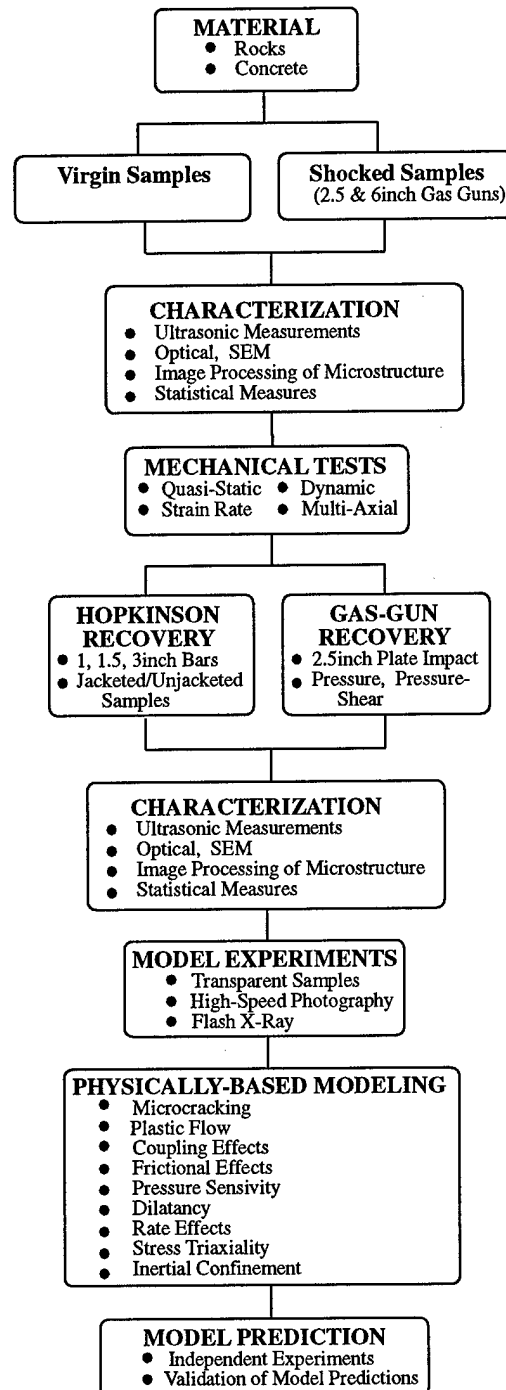 MATERIAL
● Rocks
● Concrete
Virgin Samples
Shocked Samples
(2.5 & 6inch Gas Guns)
CHARACTERIZATION
● Ultrasonic Measurements
● Optical, SEM
● Image Processing of Microstructure
● Statistical Measures
MECHANICAL TESTS
● Quasi-Static ● Dynamic
● Strain Rate ● Multi-Axial
HOPKINSON
RECOVERY
● 1, 1.5, 3inch Bars
● Jacketed/Unjacketed
Samples
GAS-GUN
RECOVERY
● 2.5inch Plate Impact
● Pressure, Pressure-
Shear
CHARACTERIZATION
● Ultrasonic Measurements
● Optical, SEM
● Image Processing of Microstructure
● Statistical Measures
MODEL EXPERIMENTS
● Transparent Samples
● High-Speed Photography
● Flash X-Ray
PHYSICALLY-BASED MODELING
● Microcracking
● Plastic Flow
● Coupling Effects
● Frictional Effects
● Pressure Sensivity
● Dilatancy
● Rate Effects
● Stress Triaxiality
● Inertial Confinement
MODEL PREDICTION
● Independent Experiments
● Validation of Model Predictions